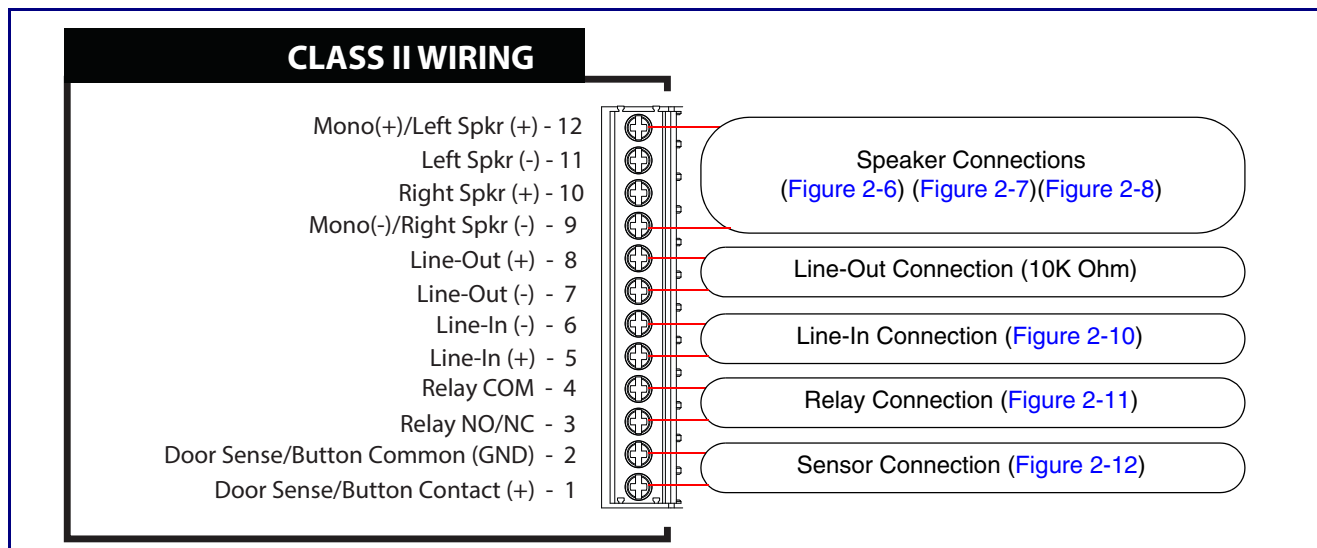 CLASS II WIRING
Mono(+)/Left Spkr (+) - 12
Left Spkr (-) - 11
Right Spkr (+) - 10
Mono(-)/Right Spkr (-) - 9
Line-Out (+) - 8
Line-Out (-) - 7
Line-In (-) - 6
Line-In (+) - 5
Relay COM - 4
Relay NO/NC - 3
Door Sense/Button Common (GND) - 2
Door Sense/Button Contact (+) - 1
Speaker Connections
(Figure 2-6) (Figure 2-7)(Figure 2-8)
Line-Out Connection (10K Ohm)
Line-In Connection (Figure 2-10)
Relay Connection (Figure 2-11)
Sensor Connection (Figure 2-12)